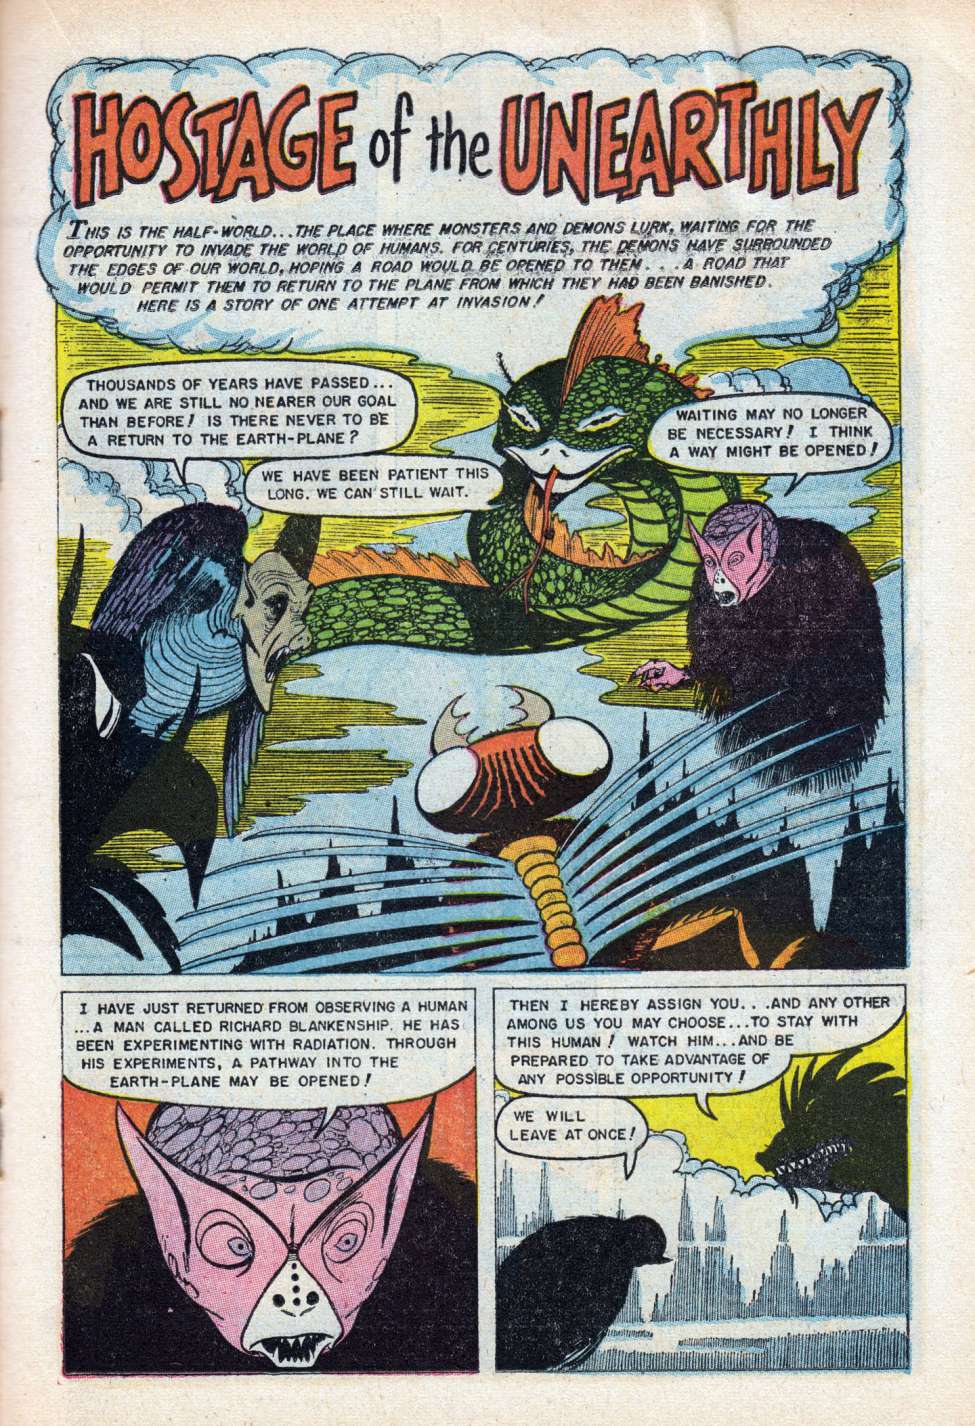 HOSTAGE of the UNEARTHLY
THIS IS THE HALF-WORLD...THE PLACE WHERE MONSTERS AND DEMONS LURK, WAITING FOR THE
OPPORTUNITY TO INVADE THE WORLD OF HUMANS. FOR CENTURIES, THE DEMONS HAVE SURROUNDED
THE EDGES OF OUR WORLD, HOPING A ROAD WOULD BE OPENED TO THEM...A ROAD THAT
WOULD PERMIT THEM TO RETURN TO THE PLANE FROM WHICH THEY HAD BEEN BANISHED.
HERE IS A STORY OF ONE ATTEMPT AT INVASION!
THOUSANDS OF YEARS HAVE PASSED...
AND WE ARE STILL NO NEARER OUR GOAL
THAN BEFORE! IS THERE NEVER TO BE
A RETURN TO THE EARTH-PLANE?
WE HAVE BEEN PATIENT THIS
LONG. WE CAN STILL WAIT.
WAITING MAY NO LONGER
BE NECESSARY! I THINK
A WAY MIGHT BE OPENED!
I HAVE JUST RETURNED FROM OBSERVING A HUMAN
...A MAN CALLED RICHARD BLANKENSHIP. HE HAS
BEEN EXPERIMENTING WITH RADIATION. THROUGH
HIS EXPERIMENTS, A PATHWAY INTO THE
EARTH-PLANE MAY BE OPENED!
THEN I HEREBY ASSIGN YOU...AND ANY OTHER
AMONG US YOU MAY CHOOSE...TO STAY WITH
THIS HUMAN! WATCH HIM...AND BE
PREPARED TO TAKE ADVANTAGE OF
ANY POSSIBLE OPPORTUNITY!
WE WILL
LEAVE AT ONCE!